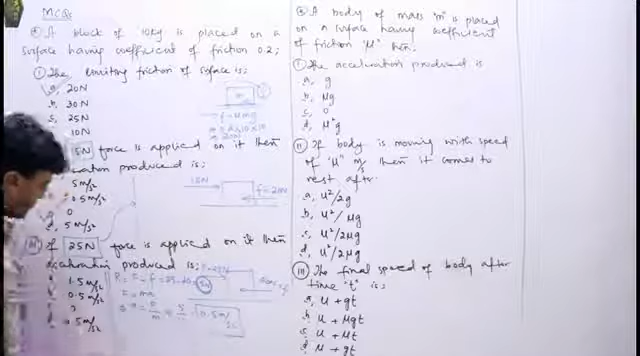 MCQs
A block of 10kg is placed on a
surface having coefficient of friction 0.2;
① The limiting friction of surface is;
a, 20N
b, 30N
c, 25N
10N
15N force is applied on it then
produced is;
5m/s²
0.5m/s²
0
5m/s²
If 25N force is applied on it then
acceleration produced is;
1.5m/s²
0.5m/s²
m
f = μmg
15N
F = ma
A body of mass "m" is placed
on a surface having coefficient
of friction "μ" then.
① The acceleration produced is
a, g
b, μg
c, 0
d, μ²g
ⅱ If body is moving with speed
of "u" m/s then it comes to
rest after.
a, u²/2g
b, u²/μg
c, u²/2μg
d, u²/2μg
ⅲ The final speed of body after
time "t" is;
a, u + gt
b, u + μgt
c, u + μt
d, u + gt